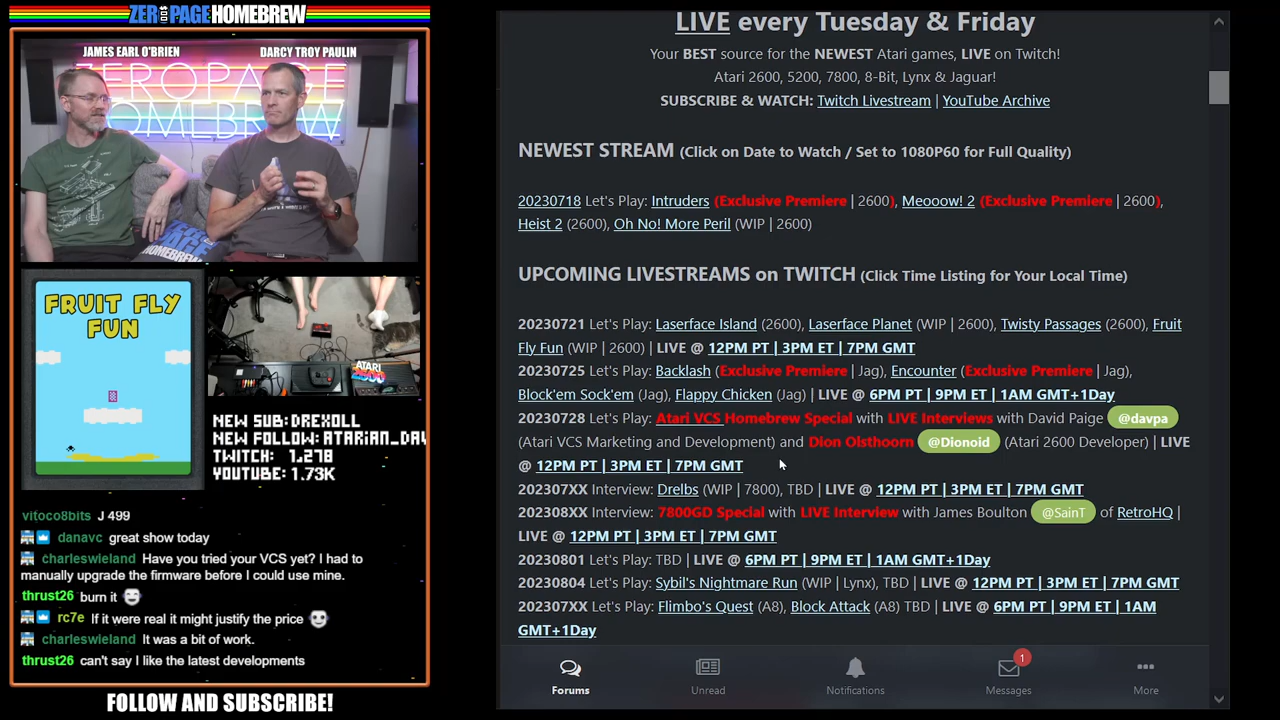 ZEROPAGE HOMEBREW
JAMES EARL O'BRIEN
DARCY TROY PAULIN
ZEROPAGE
HOMEBREW
FRUIT FLY
FUN
ATARI
2600
NEW SUB: DREXOLL
NEW FOLLOW: ATARIAN_DAY
TWITCH: 1,278
YOUTUBE: 1.73K
vitoco8bits J 499
danavc great show today
charleswieland Have you tried your VCS yet? I had to
manually upgrade the firmware before I could use mine.
thrust26 burn it
rc7e If it were real it might justify the price
charleswieland It was a bit of work.
thrust26 can't say I like the latest developments
FOLLOW AND SUBSCRIBE!
LIVE every Tuesday & Friday
Your BEST source for the NEWEST Atari games, LIVE on Twitch!
Atari 2600, 5200, 7800, 8-Bit, Lynx & Jaguar!
SUBSCRIBE & WATCH: Twitch Livestream | YouTube Archive
NEWEST STREAM (Click on Date to Watch / Set to 1080P60 for Full Quality)
20230718 Let's Play: Intruders (Exclusive Premiere | 2600), Meooow! 2 (Exclusive Premiere | 2600),
Heist 2 (2600), Oh No! More Peril (WIP | 2600)
UPCOMING LIVESTREAMS on TWITCH (Click Time Listing for Your Local Time)
20230721 Let's Play: Laserface Island (2600), Laserface Planet (WIP | 2600), Twisty Passages (2600), Fruit
Fly Fun (WIP | 2600) | LIVE @ 12PM PT | 3PM ET | 7PM GMT
20230725 Let's Play: Backlash (Exclusive Premiere | Jag), Encounter (Exclusive Premiere | Jag),
Block'em Sock'em (Jag), Flappy Chicken (Jag) | LIVE @ 6PM PT | 9PM ET | 1AM GMT+1Day
20230728 Let's Play: Atari VCS Homebrew Special with LIVE Interviews with David Paige @davpa
(Atari VCS Marketing and Development) and Dion Olsthoorn @Dionoid (Atari 2600 Developer) | LIVE
@ 12PM PT | 3PM ET | 7PM GMT
202307XX Interview: Drelbs (WIP | 7800), TBD | LIVE @ 12PM PT | 3PM ET | 7PM GMT
202308XX Interview: 7800GD Special with LIVE Interview with James Boulton @SainT of RetroHQ |
LIVE @ 12PM PT | 3PM ET | 7PM GMT
20230801 Let's Play: TBD | LIVE @ 6PM PT | 9PM ET | 1AM GMT+1Day
20230804 Let's Play: Sybil's Nightmare Run (WIP | Lynx), TBD | LIVE @ 12PM PT | 3PM ET | 7PM GMT
202307XX Let's Play: Flimbo's Quest (A8), Block Attack (A8) TBD | LIVE @ 6PM PT | 9PM ET | 1AM
GMT+1Day
1
Forums
Unread
Notifications
Messages
More